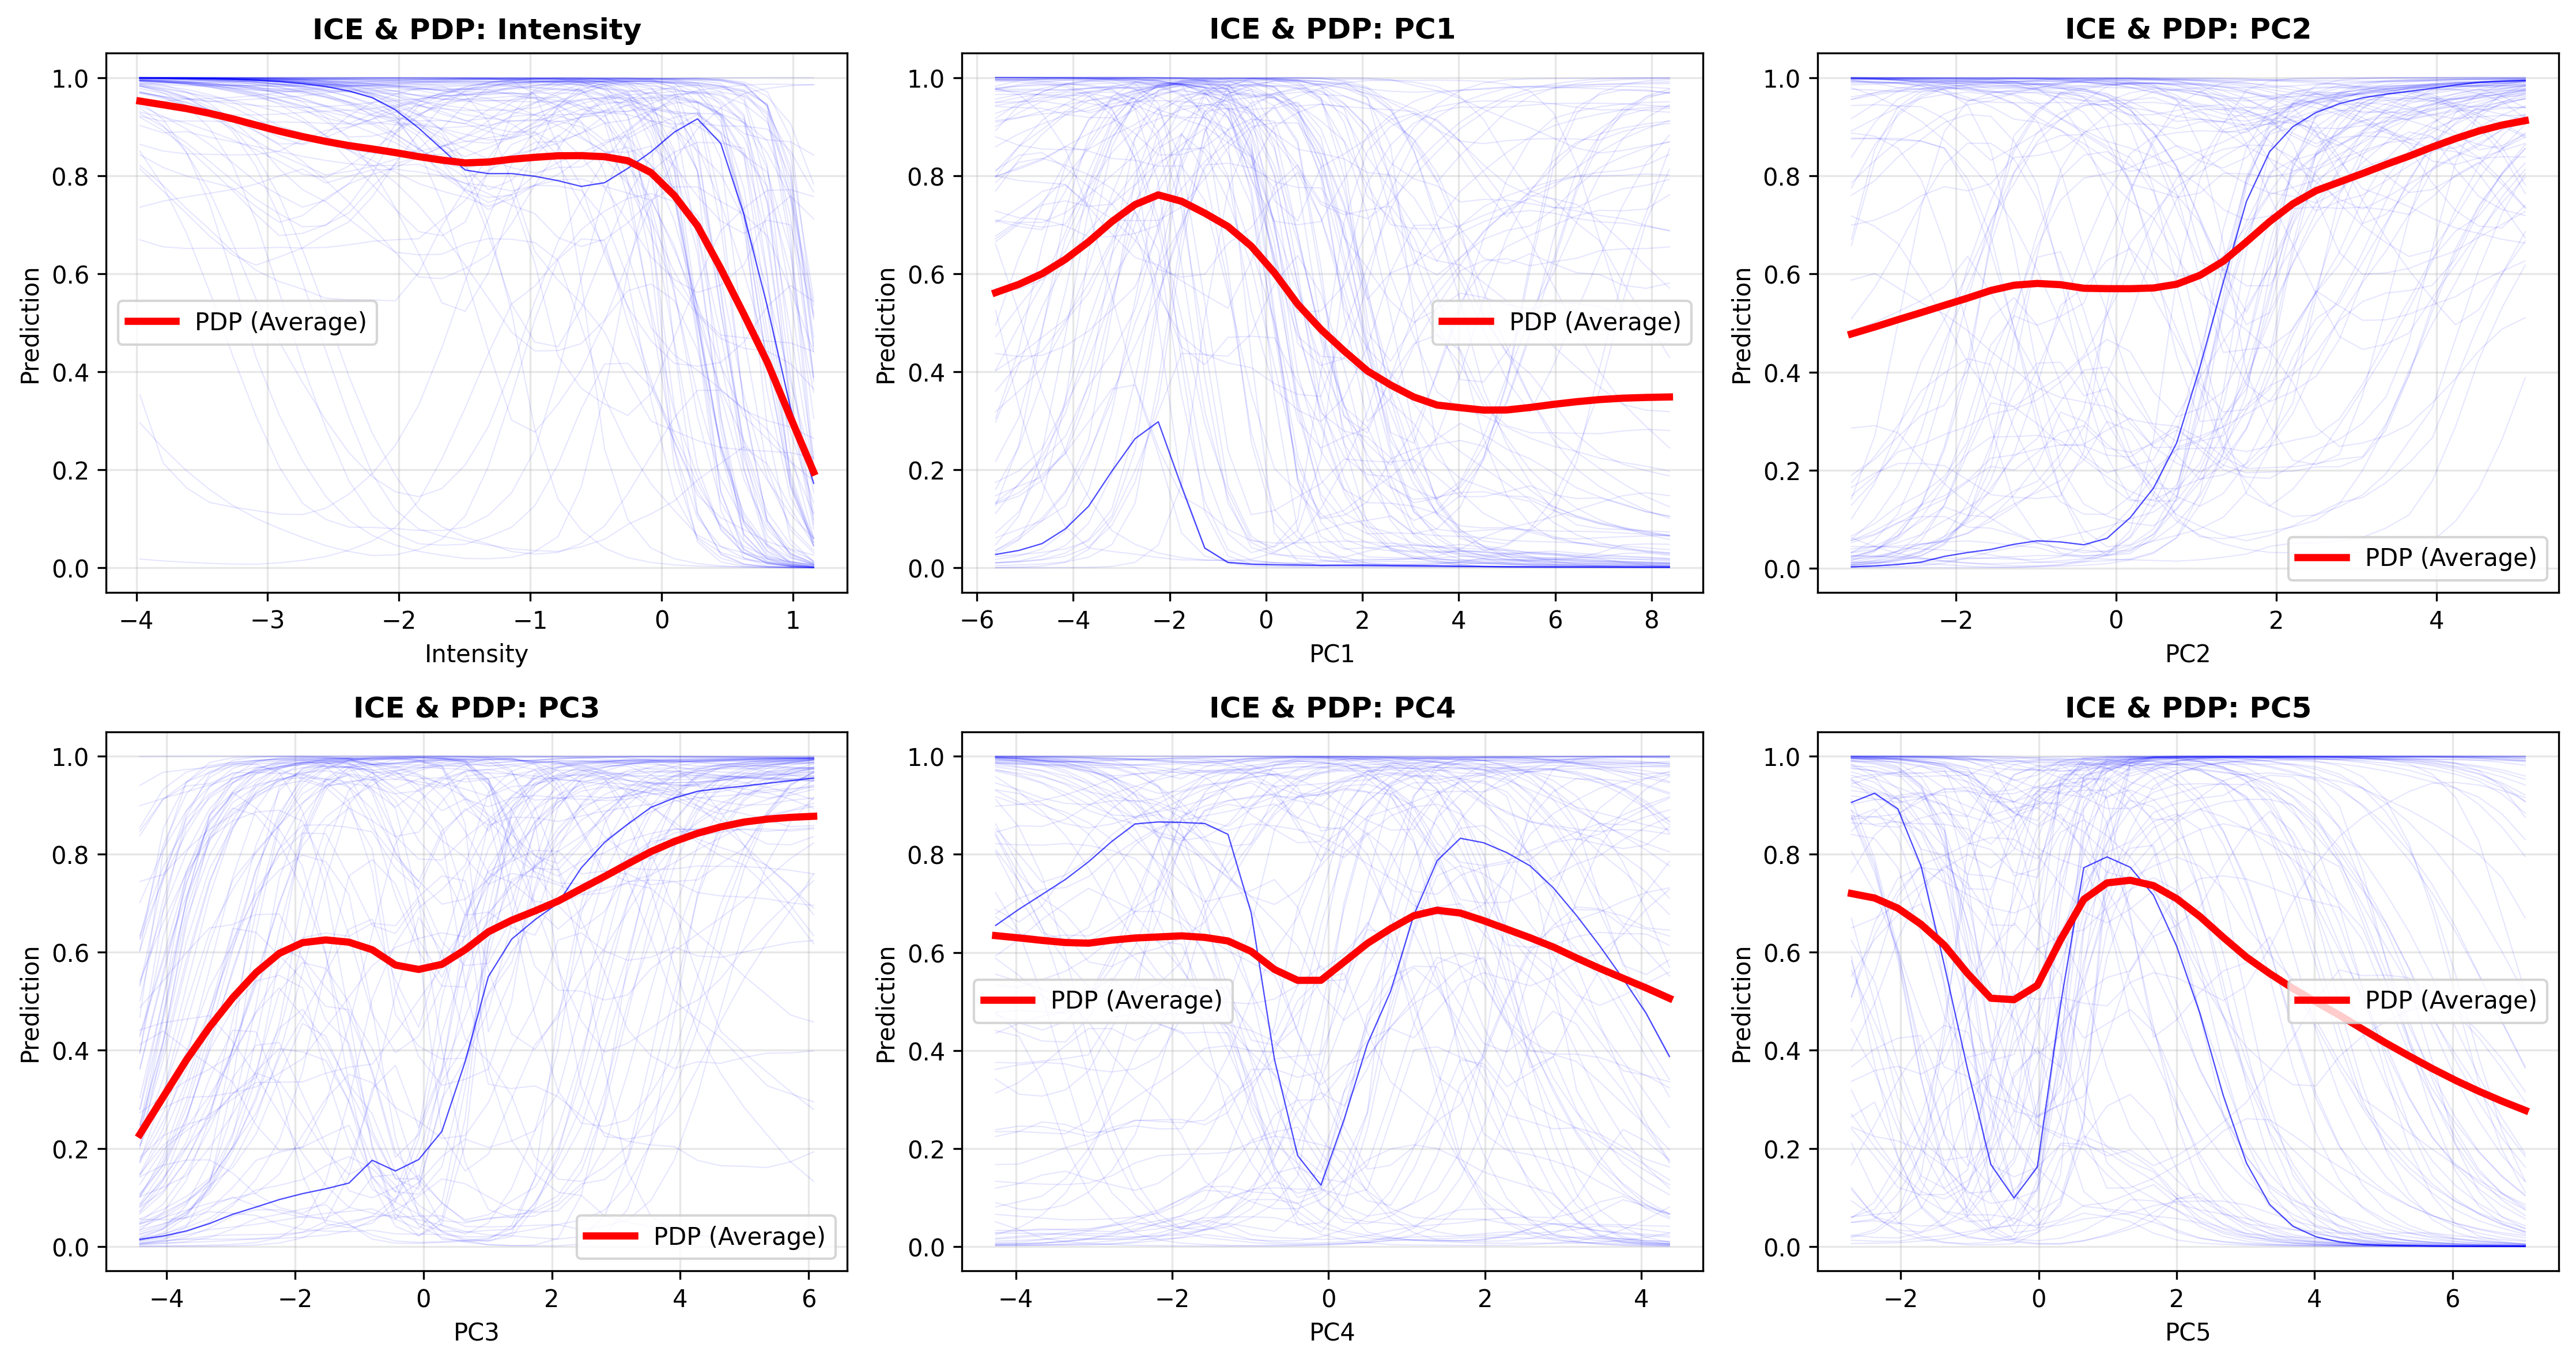 ICE & PDP: Intensity
1.0
0.8
0.6
0.4
0.2
0.0
Prediction
PDP (Average)
−4 −3 −2 −1 0 1
Intensity
ICE & PDP: PC1
1.0
0.8
0.6
0.4
0.2
0.0
Prediction
PDP (Average)
−6 −4 −2 0 2 4 6 8
PC1
ICE & PDP: PC2
1.0
0.8
0.6
0.4
0.2
0.0
Prediction
PDP (Average)
−2 0 2 4
PC2
ICE & PDP: PC3
1.0
0.8
0.6
0.4
0.2
0.0
Prediction
PDP (Average)
−4 −2 0 2 4 6
PC3
ICE & PDP: PC4
1.0
0.8
0.6
0.4
0.2
0.0
Prediction
PDP (Average)
−4 −2 0 2 4
PC4
ICE & PDP: PC5
1.0
0.8
0.6
0.4
0.2
0.0
Prediction
PDP (Average)
−2 0 2 4 6
PC5